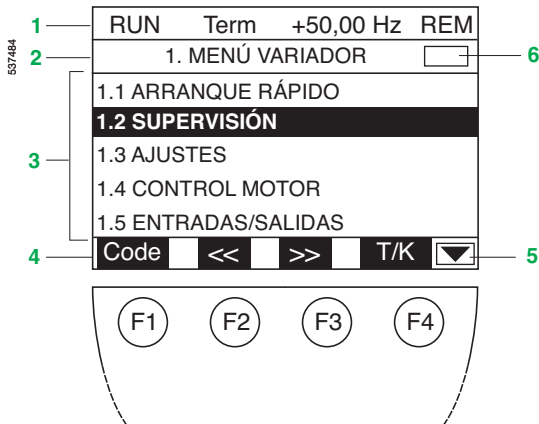 1 RUN Term +50,00 Hz REM
537484
2 1. MENÚ VARIADOR 6
1.1 ARRANQUE RÁPIDO
1.2 SUPERVISIÓN
3 1.3 AJUSTES
1.4 CONTROL MOTOR
1.5 ENTRADAS/SALIDAS
4 Code << >> T/K 5
F1 F2 F3 F4